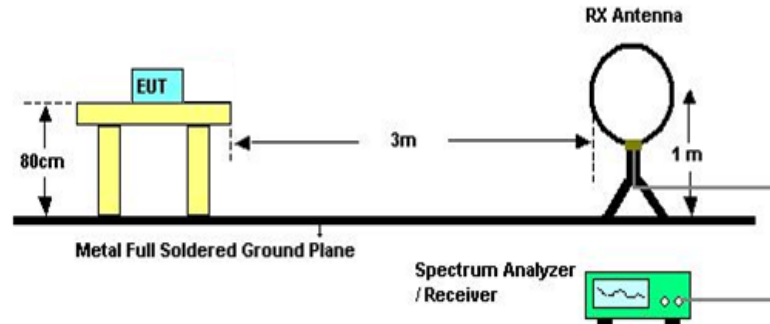 RX Antenna
EUT
80cm
3m
1 m
Metal Full Soldered Ground Plane
Spectrum Analyzer
/ Receiver